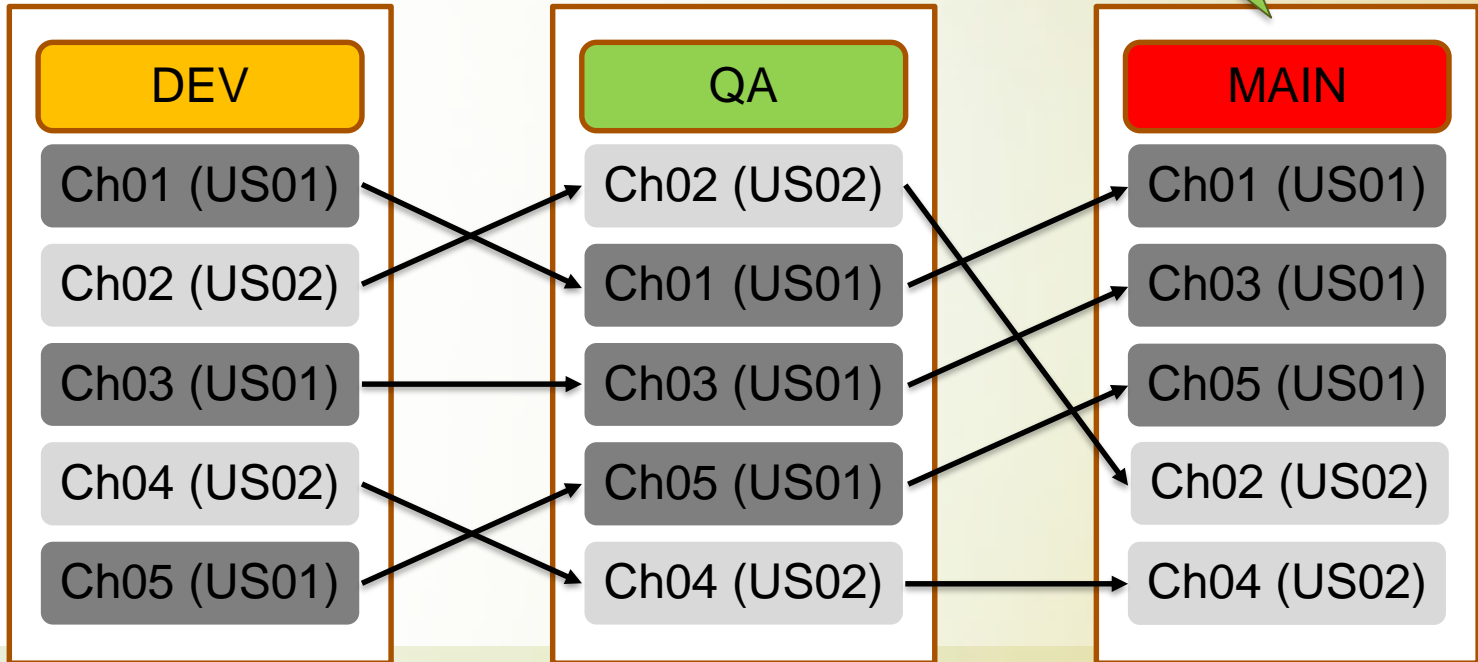 DEV
Ch01 (US01)
Ch02 (US02)
Ch03 (US01)
Ch04 (US02)
Ch05 (US01)
QA
Ch02 (US02)
Ch01 (US01)
Ch03 (US01)
Ch05 (US01)
Ch04 (US02)
MAIN
Ch01 (US01)
Ch03 (US01)
Ch05 (US01)
Ch02 (US02)
Ch04 (US02)